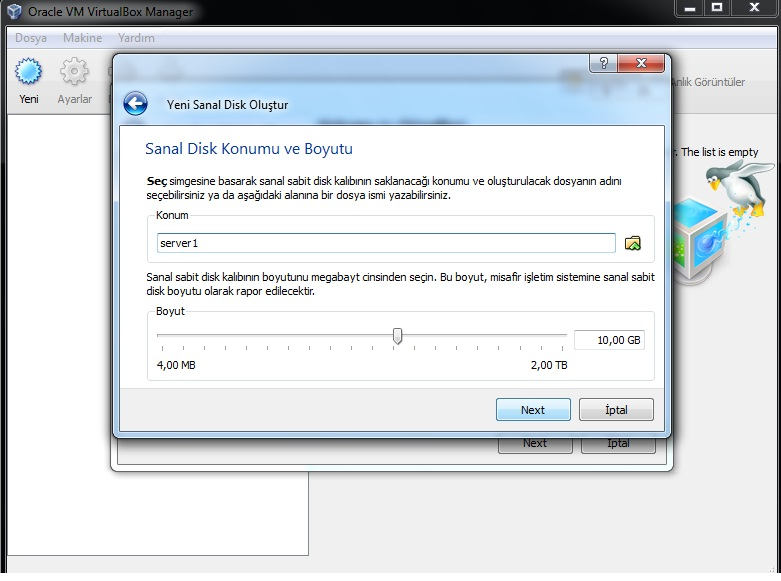 Oracle VM VirtualBox Manager
Dosya Makine Yardım
Yeni Ayarlar
Anlık Görüntüler
Yeni Sanal Disk Oluştur
Sanal Disk Konumu ve Boyutu
. The list is empty
Seç simgesine basarak sanal sabit disk kalıbının saklanacağı konumu ve oluşturulacak dosyanın adını
seçebilirsiniz ya da aşağıdaki alanına bir dosya ismi yazabilirsiniz.
Konum
server1
Sanal sabit disk kalıbının boyutunu megabayt cinsinden seçin. Bu boyut, misafir işletim sistemine sanal sabit
disk boyutu olarak rapor edilecektir.
Boyut
10,00 GB
4,00 MB 2,00 TB
Next İptal
Next İptal